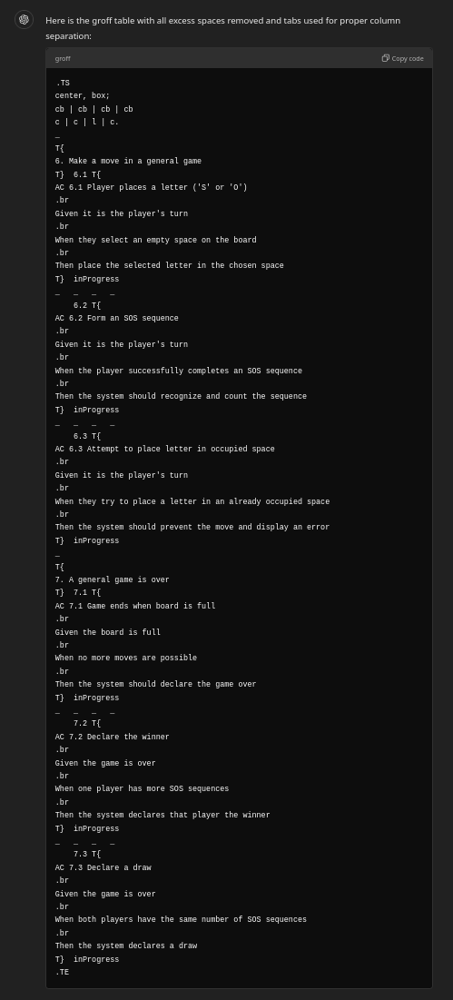 Here is the groff table with all excess spaces removed and tabs used for proper column
separation:
groff
Copy code
.TS
center, box;
cb | cb | cb | cb
c | c | l | c.
_
T{
6. Make a move in a general game
T}	6.1	T{
AC 6.1 Player places a letter ('S' or 'O')
.br
Given it is the player's turn
.br
When they select an empty space on the board
.br
Then place the selected letter in the chosen space
T}	inProgress
_	_	_	_
	6.2	T{
AC 6.2 Form an SOS sequence
.br
Given it is the player's turn
.br
When the player successfully completes an SOS sequence
.br
Then the system should recognize and count the sequence
T}	inProgress
_	_	_	_
	6.3	T{
AC 6.3 Attempt to place letter in occupied space
.br
Given it is the player's turn
.br
When they try to place a letter in an already occupied space
.br
Then the system should prevent the move and display an error
T}	inProgress
_
T{
7. A general game is over
T}	7.1	T{
AC 7.1 Game ends when board is full
.br
Given the board is full
.br
When no more moves are possible
.br
Then the system should declare the game over
T}	inProgress
_	_	_	_
	7.2	T{
AC 7.2 Declare the winner
.br
Given the game is over
.br
When one player has more SOS sequences
.br
Then the system declares that player the winner
T}	inProgress
_	_	_	_
	7.3	T{
AC 7.3 Declare a draw
.br
Given the game is over
.br
When both players have the same number of SOS sequences
.br
Then the system declares a draw
T}	inProgress
.TE